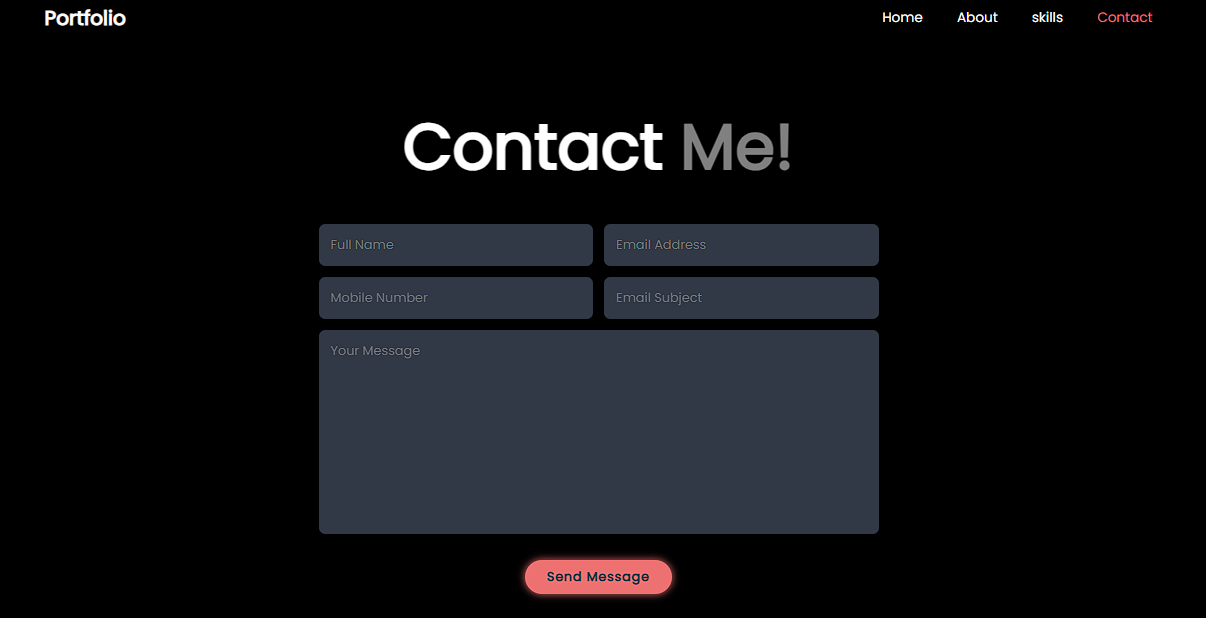 Portfolio
Home About skills Contact
Contact Me!
Full Name Email Address
Mobile Number Email Subject
Your Message
Send Message